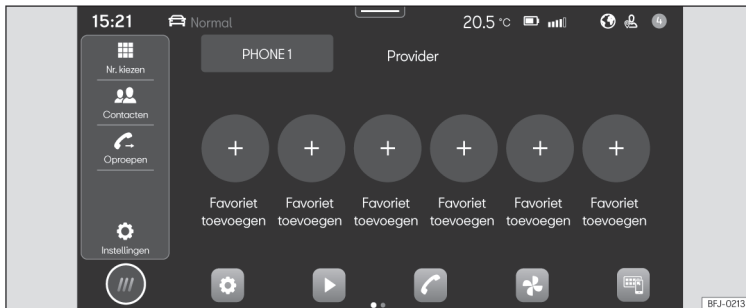 15:21
Normal
20.5 °C
4
Nr. kiezen
Contacten
Oproepen
Instellingen
PHONE 1
Provider
Favoriet Favoriet Favoriet Favoriet Favoriet Favoriet
toevoegen toevoegen toevoegen toevoegen toevoegen toevoegen
BFJ-0213